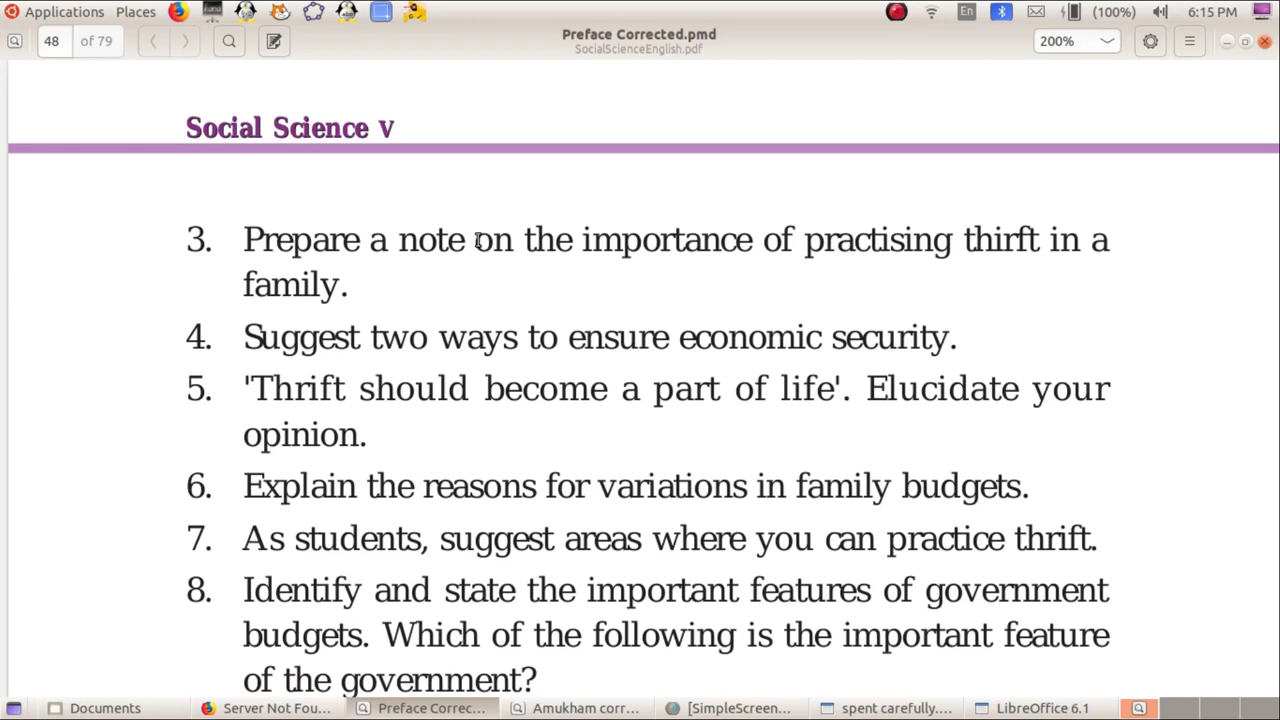 Applications Places En (100%) 6:15 PM
48 of 79 Preface Corrected.pmd 200%
SocialScienceEnglish.pdf
Social Science V
3. Prepare a note on the importance of practising thirft in a
family.
4. Suggest two ways to ensure economic security.
5. 'Thrift should become a part of life'. Elucidate your
opinion.
6. Explain the reasons for variations in family budgets.
7. As students, suggest areas where you can practice thrift.
8. Identify and state the important features of government
budgets. Which of the following is the important feature
of the government?
Documents Server Not Fou... Preface Correc... Amukham corr... [SimpleScreen... spent carefully.... LibreOffice 6.1